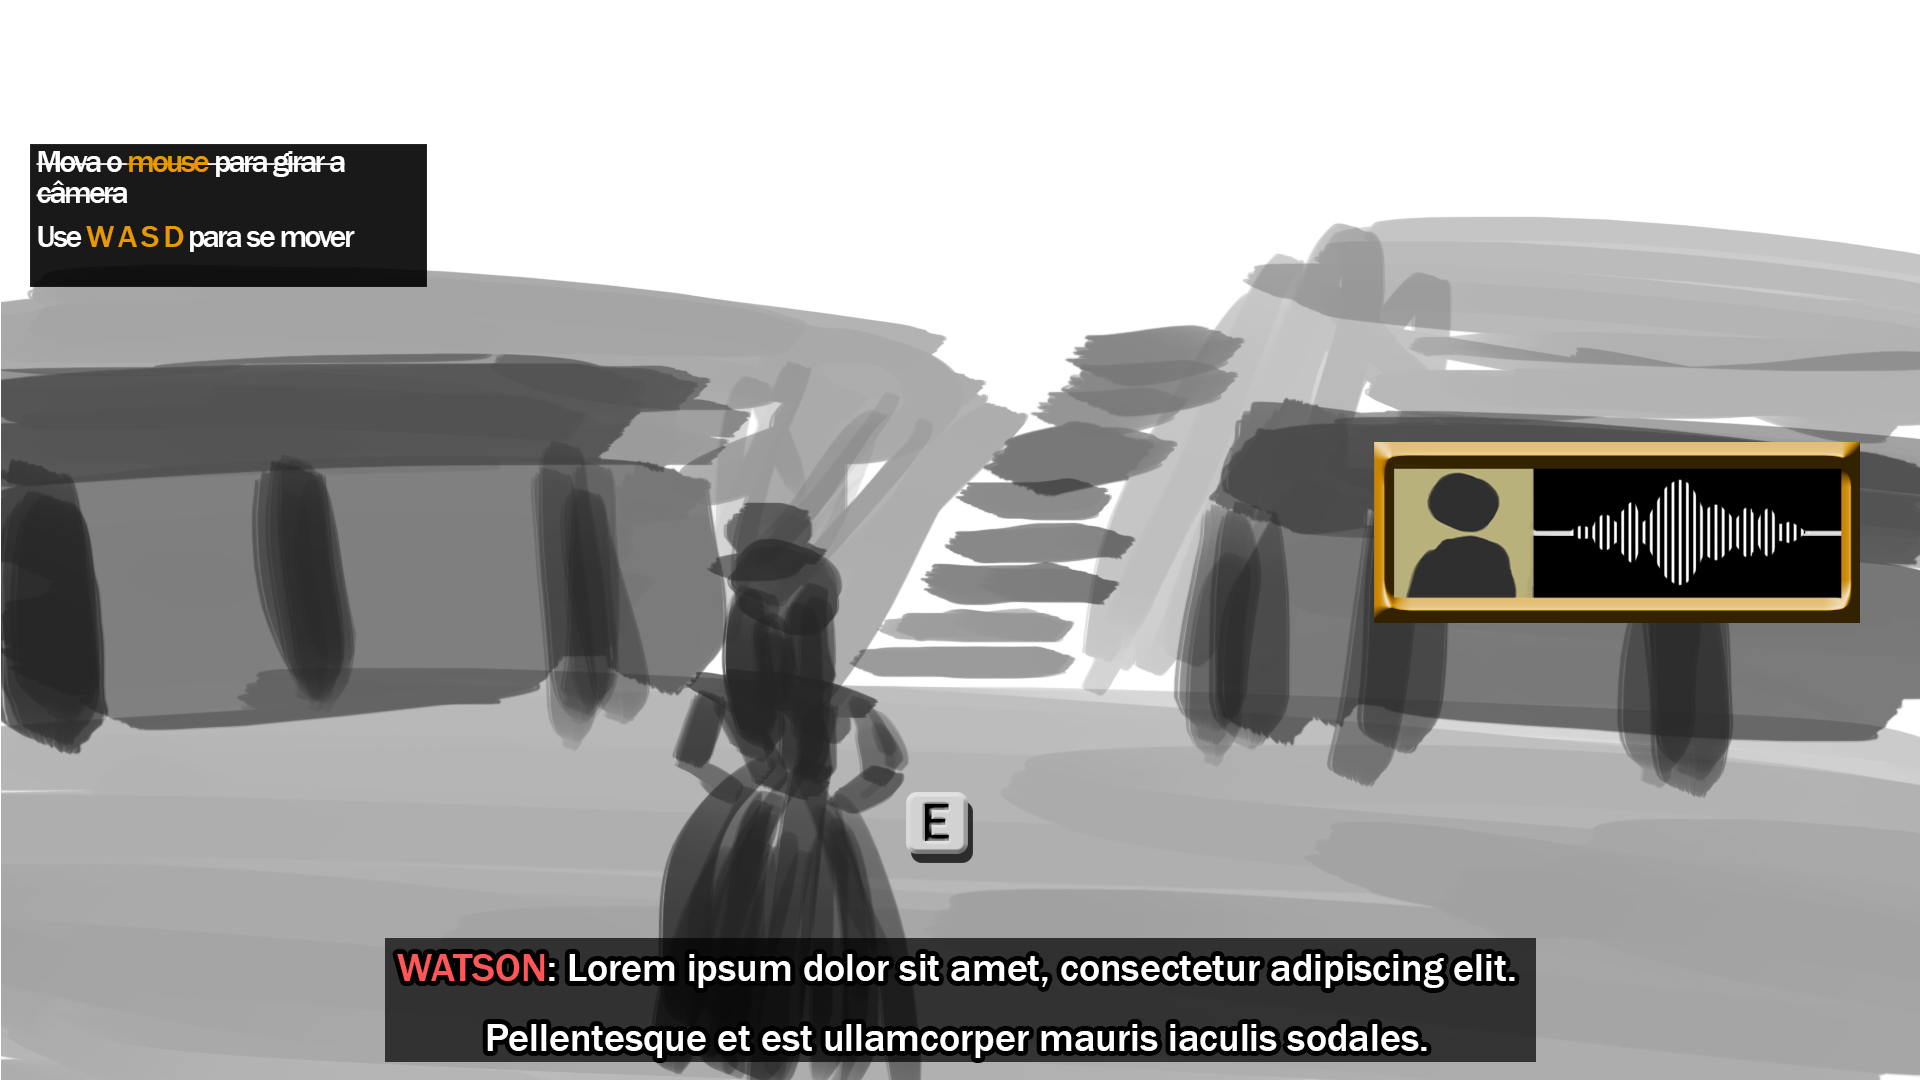 Mova o mouse para girar a
câmera
Use W A S D para se mover
E
WATSON: Lorem ipsum dolor sit amet, consectetur adipiscing elit.
Pellentesque et est ullamcorper mauris iaculis sodales.